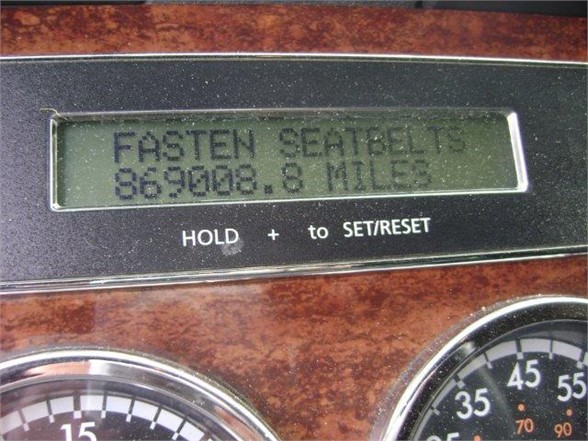 FASTEN SEATBELTS
869008.8 MILES
HOLD + to SET/RESET
15
35 45 55
70 90